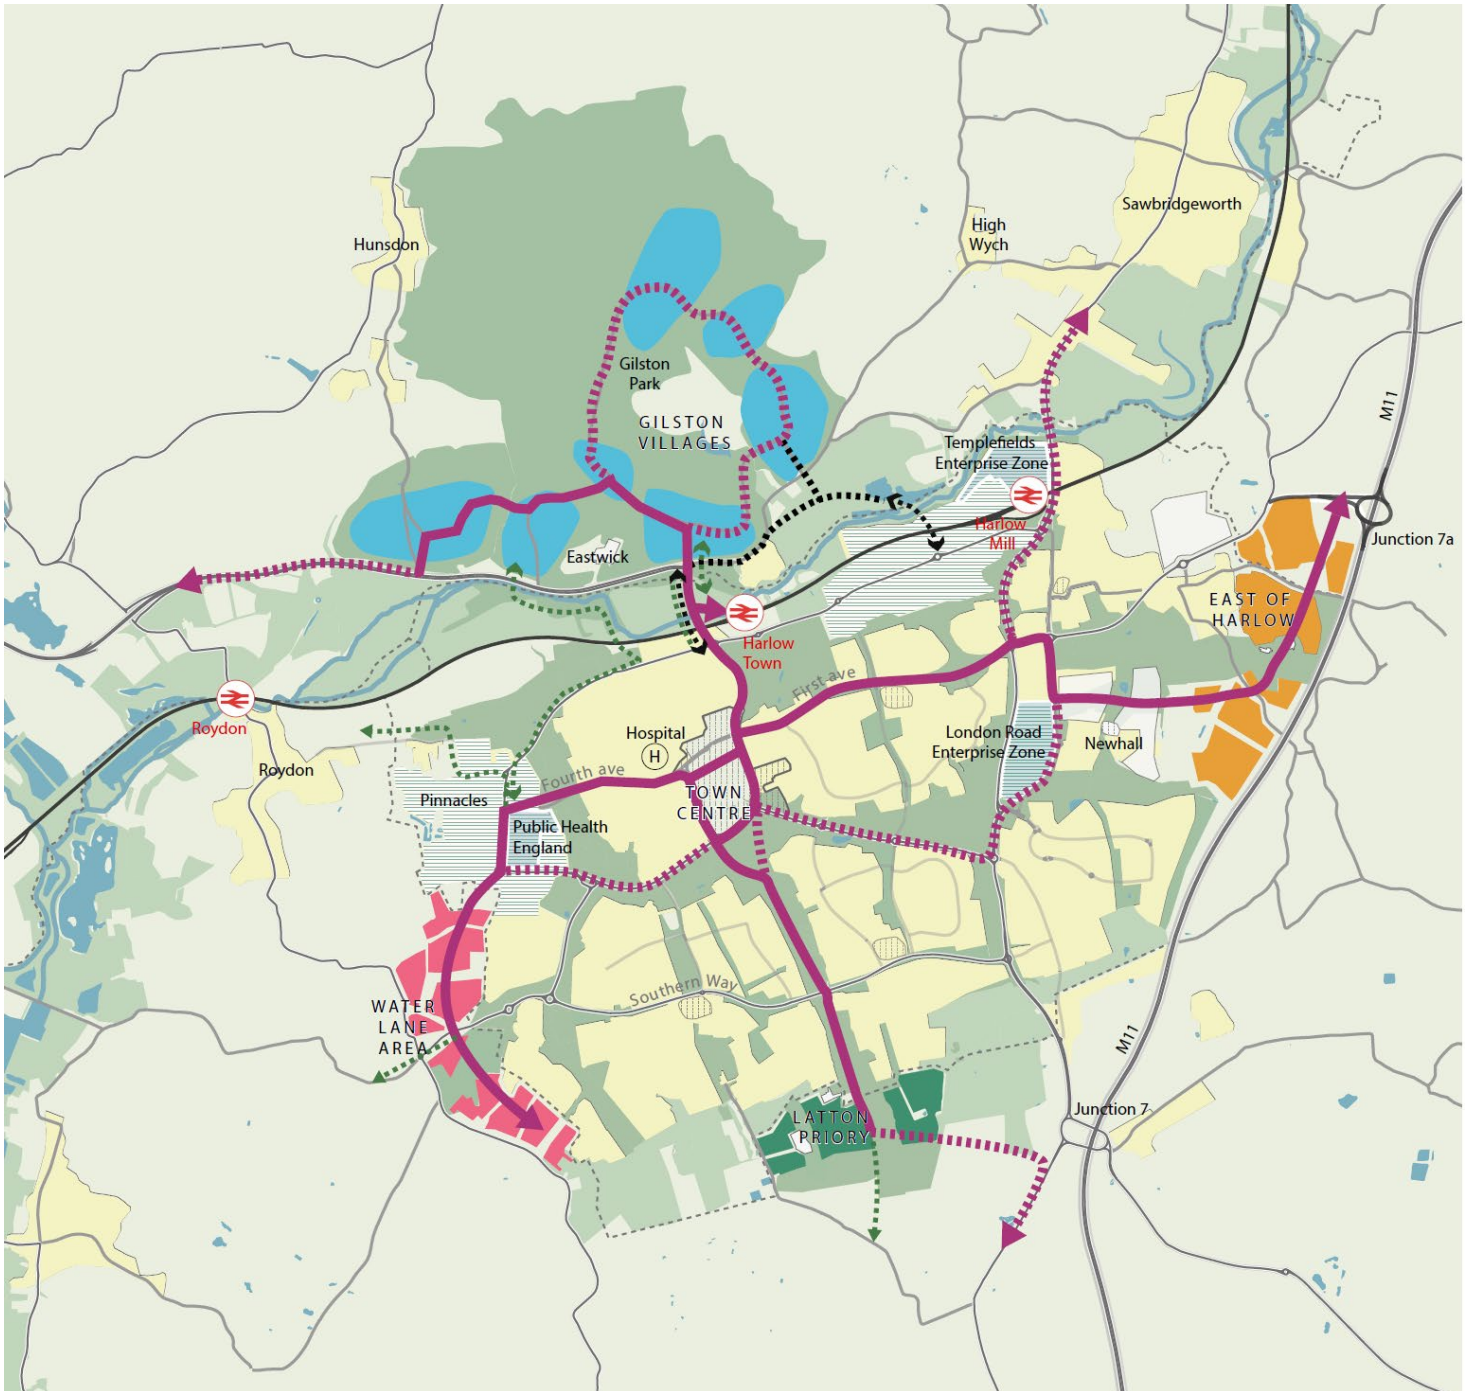 Sawbridgeworth
High
Wych
Hunsdon
Gilston
Park
GILSTON
VILLAGES
M11
Templefields
Enterprise Zone
Harlow
Mill
Junction 7a
Eastwick
EAST OF
HARLOW
Harlow
Town
First ave
Roydon
Roydon
Hospital
H
London Road
Enterprise Zone
Newhall
Fourth ave
Pinnacles
TOWN
CENTRE
Public Health
England
Southern Way
WATER
LANE
AREA
M11
LATTON
PRIORY
Junction 7